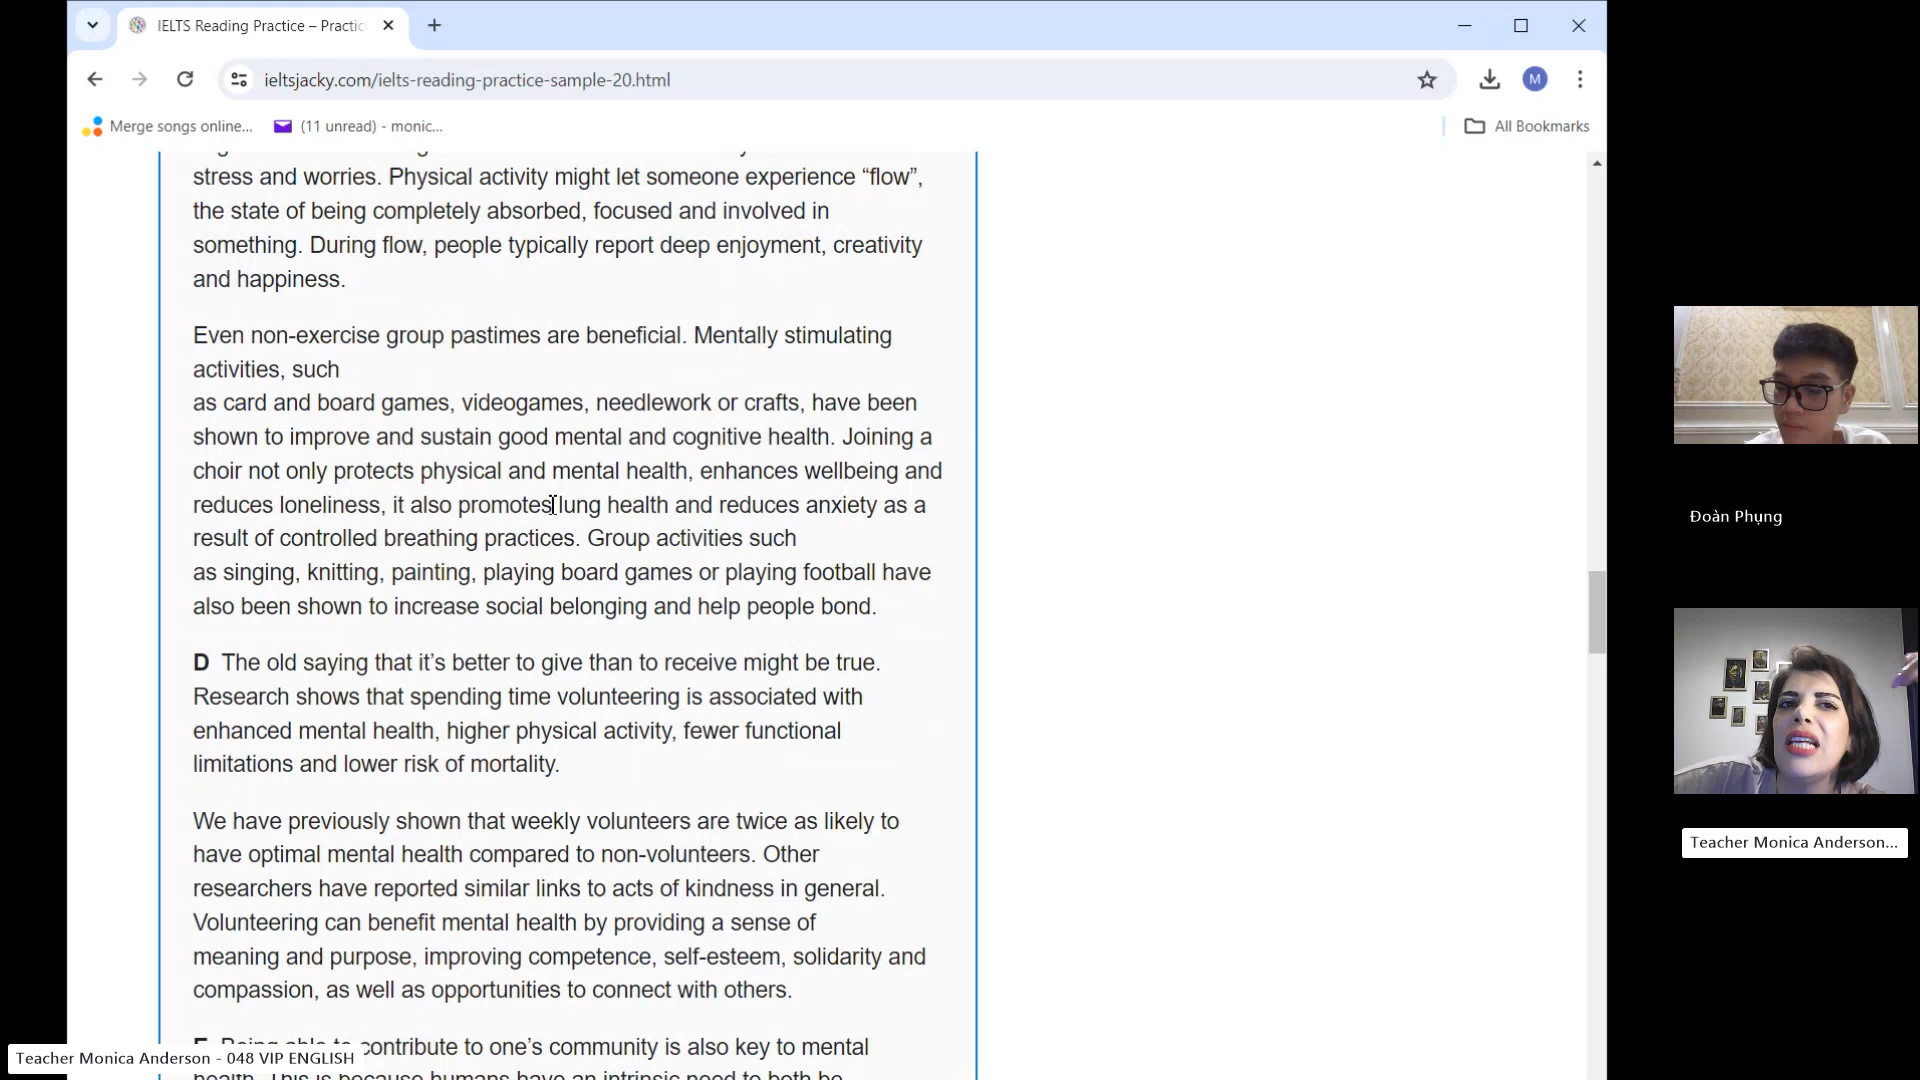 IELTS Reading Practice – Practic
ieltsjacky.com/ielts-reading-practice-sample-20.html
M
Merge songs online...
(11 unread) - monic...
All Bookmarks
stress and worries. Physical activity might let someone experience “flow”,
the state of being completely absorbed, focused and involved in
something. During flow, people typically report deep enjoyment, creativity
and happiness.
Even non-exercise group pastimes are beneficial. Mentally stimulating
activities, such
as card and board games, videogames, needlework or crafts, have been
shown to improve and sustain good mental and cognitive health. Joining a
choir not only protects physical and mental health, enhances wellbeing and
reduces loneliness, it also promotes lung health and reduces anxiety as a
result of controlled breathing practices. Group activities such
as singing, knitting, painting, playing board games or playing football have
also been shown to increase social belonging and help people bond.
D The old saying that it’s better to give than to receive might be true.
Research shows that spending time volunteering is associated with
enhanced mental health, higher physical activity, fewer functional
limitations and lower risk of mortality.
We have previously shown that weekly volunteers are twice as likely to
have optimal mental health compared to non-volunteers. Other
researchers have reported similar links to acts of kindness in general.
Volunteering can benefit mental health by providing a sense of
meaning and purpose, improving competence, self-esteem, solidarity and
compassion, as well as opportunities to connect with others.
contribute to one’s community is also key to mental
health. This is because humans have an intrinsic need to both be
Đoàn Phụng
Teacher Monica Anderson...
Teacher Monica Anderson - 048 VIP ENGLISH